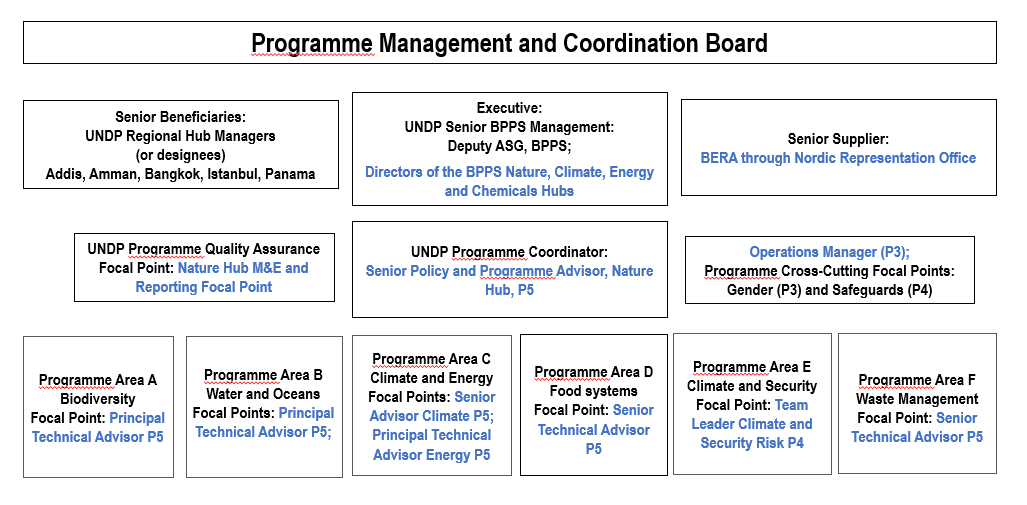 Programme Management and Coordination Board
Senior Beneficiaries:
UNDP Regional Hub Managers
(or designees)
Addis, Amman, Bangkok, Istanbul, Panama
Executive:
UNDP Senior BPPS Management:
Deputy ASG, BPPS;
Directors of the BPPS Nature, Climate, Energy
and Chemicals Hubs
Senior Supplier:
BERA through Nordic Representation Office
UNDP Programme Quality Assurance
Focal Point: Nature Hub M&E and
Reporting Focal Point
UNDP Programme Coordinator:
Senior Policy and Programme Advisor, Nature
Hub, P5
Operations Manager (P3);
Programme Cross-Cutting Focal Points:
Gender (P3) and Safeguards (P4)
Programme Area A
Biodiversity
Focal Point: Principal
Technical Advisor P5
Programme Area B
Water and Oceans
Focal Points: Principal
Technical Advisor P5;
Programme Area C
Climate and Energy
Focal Points: Senior
Advisor Climate P5;
Principal Technical
Advisor Energy P5
Programme Area D
Food systems
Focal Point: Senior
Technical Advisor
P5
Programme Area E
Climate and Security
Focal Point: Team
Leader Climate and
Security Risk P4
Programme Area F
Waste Management
Focal Point: Senior
Technical Advisor P5